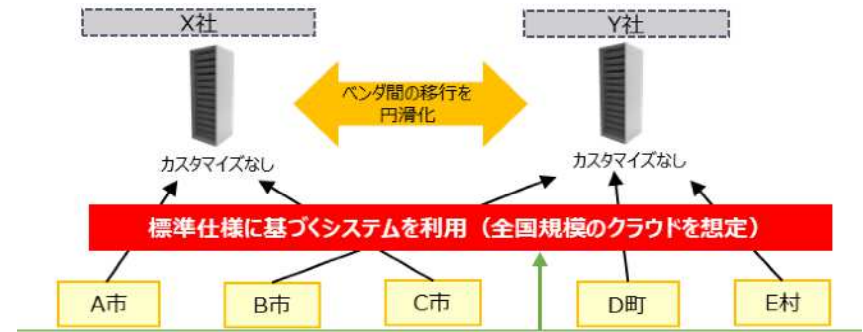 X社
Y社
ベンダ間の移行を
円滑化
カスタマイズなし
カスタマイズなし
標準仕様に基づくシステムを利用（全国規模のクラウドを想定）
A市
B市
C市
D町
E村